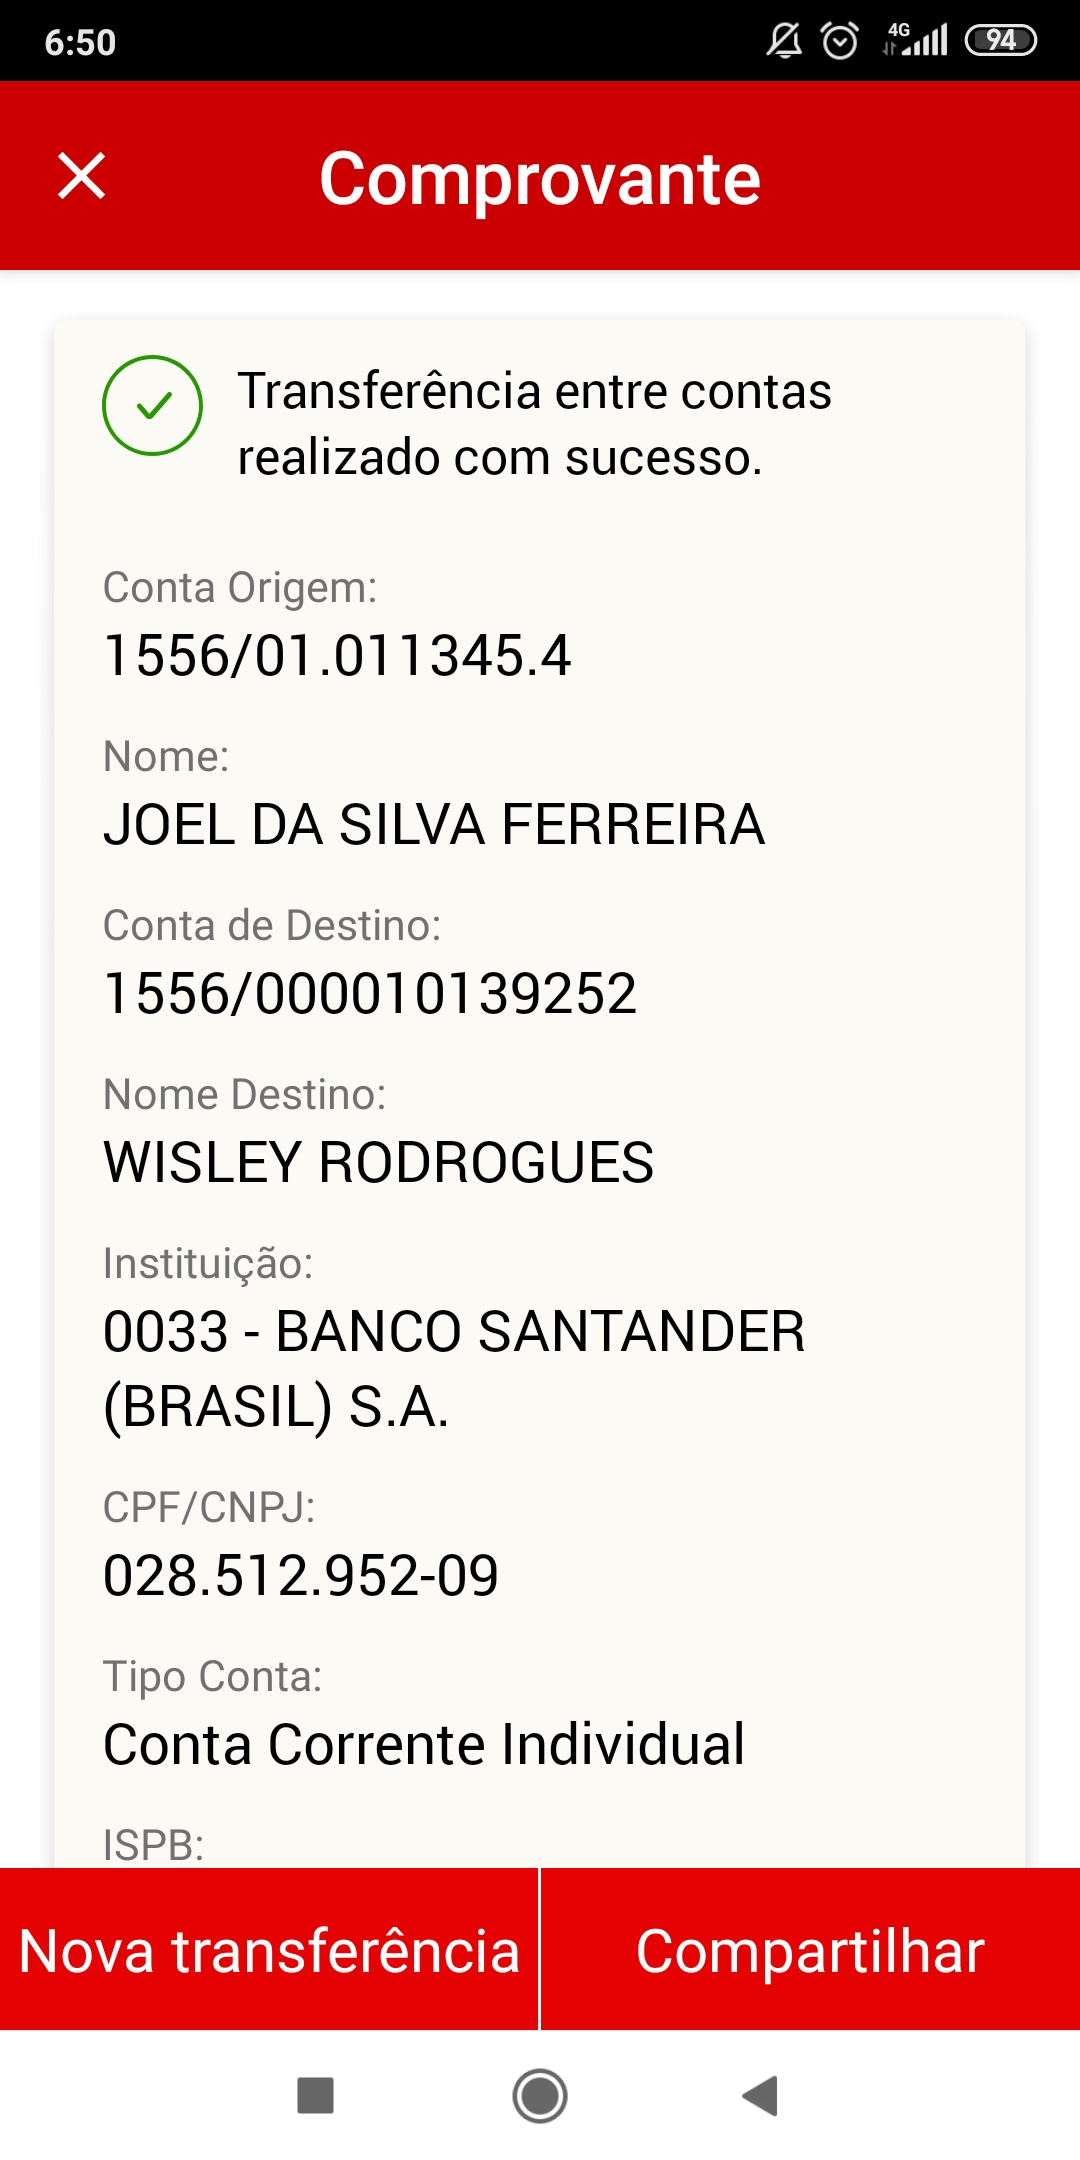 6:50
4G
94
Comprovante
Transferência entre contas
realizado com sucesso.
Conta Origem:
1556/01.011345.4
Nome:
JOEL DA SILVA FERREIRA
Conta de Destino:
1556/000010139252
Nome Destino:
WISLEY RODROGUES
Instituição:
0033 - BANCO SANTANDER
(BRASIL) S.A.
CPF/CNPJ:
028.512.952-09
Tipo Conta:
Conta Corrente Individual
ISPB:
Nova transferência
Compartilhar